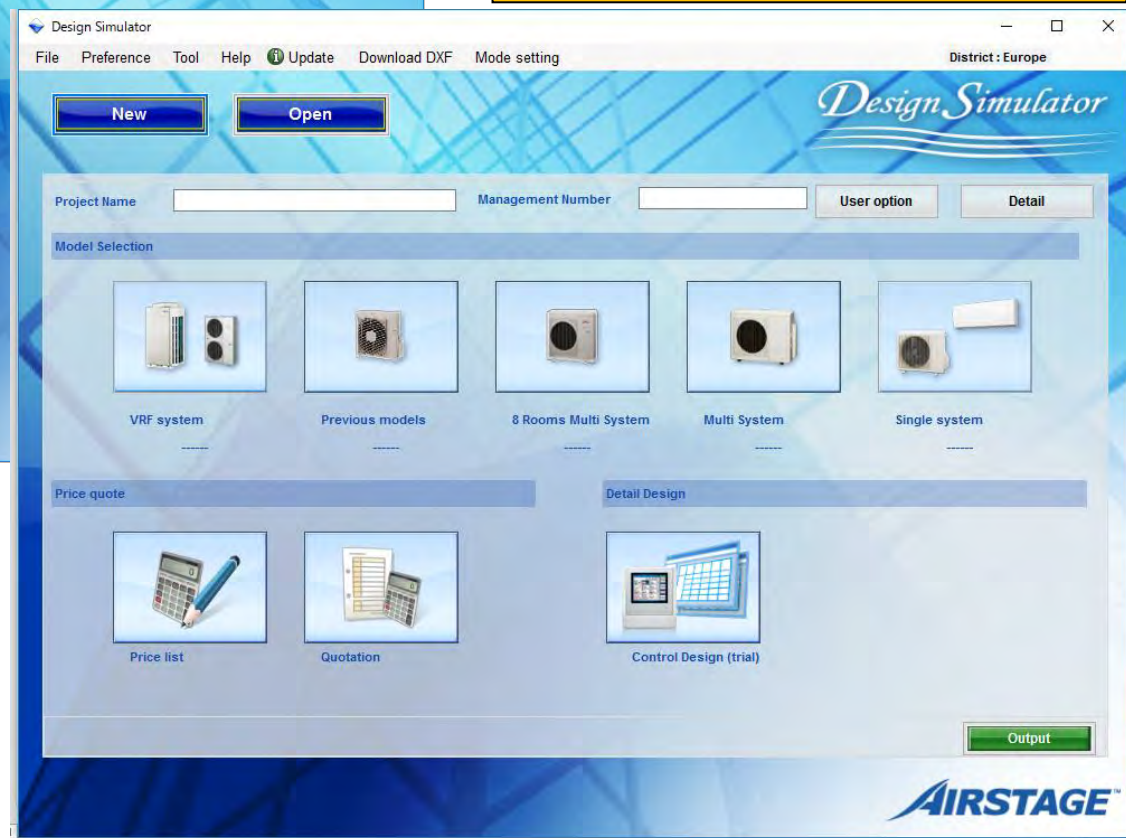 Design Simulator
File Preference Tool Help Update Download DXF Mode setting District : Europe
New Open Design Simulator
Project Name Management Number User option Detail
Model Selection
VRF system Previous models 8 Rooms Multi System Multi System Single system
------ ------ ------ ------ ------
Price quote Detail Design
Price list Quotation Control Design (trial)
Output
AIRSTAGE™